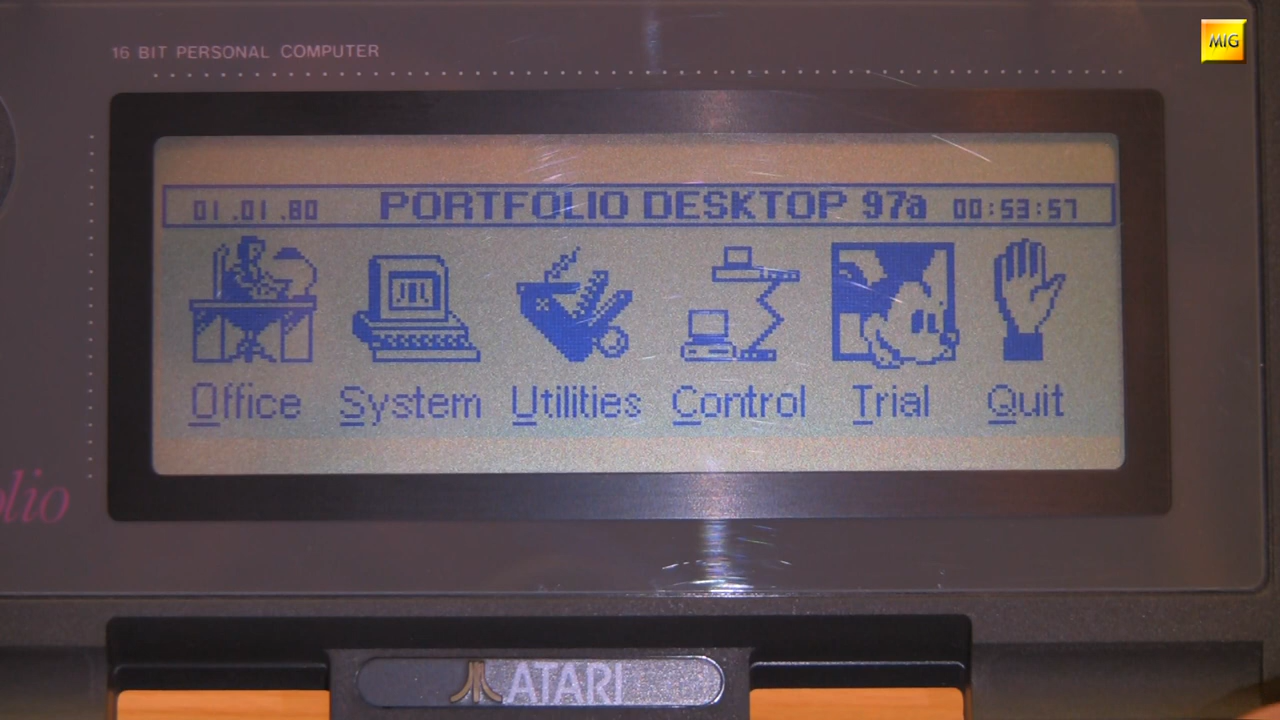 16 BIT PERSONAL COMPUTER
MIG
01.01.80 PORTFOLIO DESKTOP 97a 00:53:57
Office System Utilities Control Trial Quit
olio
ATARI